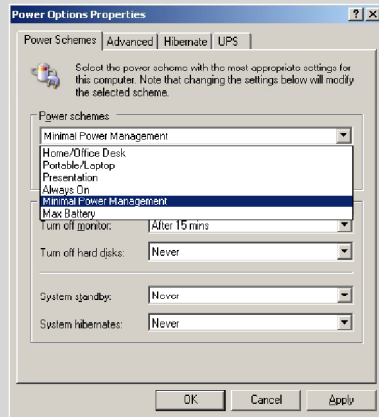 Power Options Properties
Power Schemes Advanced Hibernate UPS
Select the power scheme with the most appropriate settings for
this computer. Note that changing the settings below will modify
the selected scheme.
Power schemes
Minimal Power Management
Home/Office Desk
Portable/Laptop
Presentation
Always On
Minimal Power Management
Max Battery
Turn off monitor: After 15 mins
Turn off hard disks: Never
System standby: Never
System hibernates: Never
OK Cancel Apply